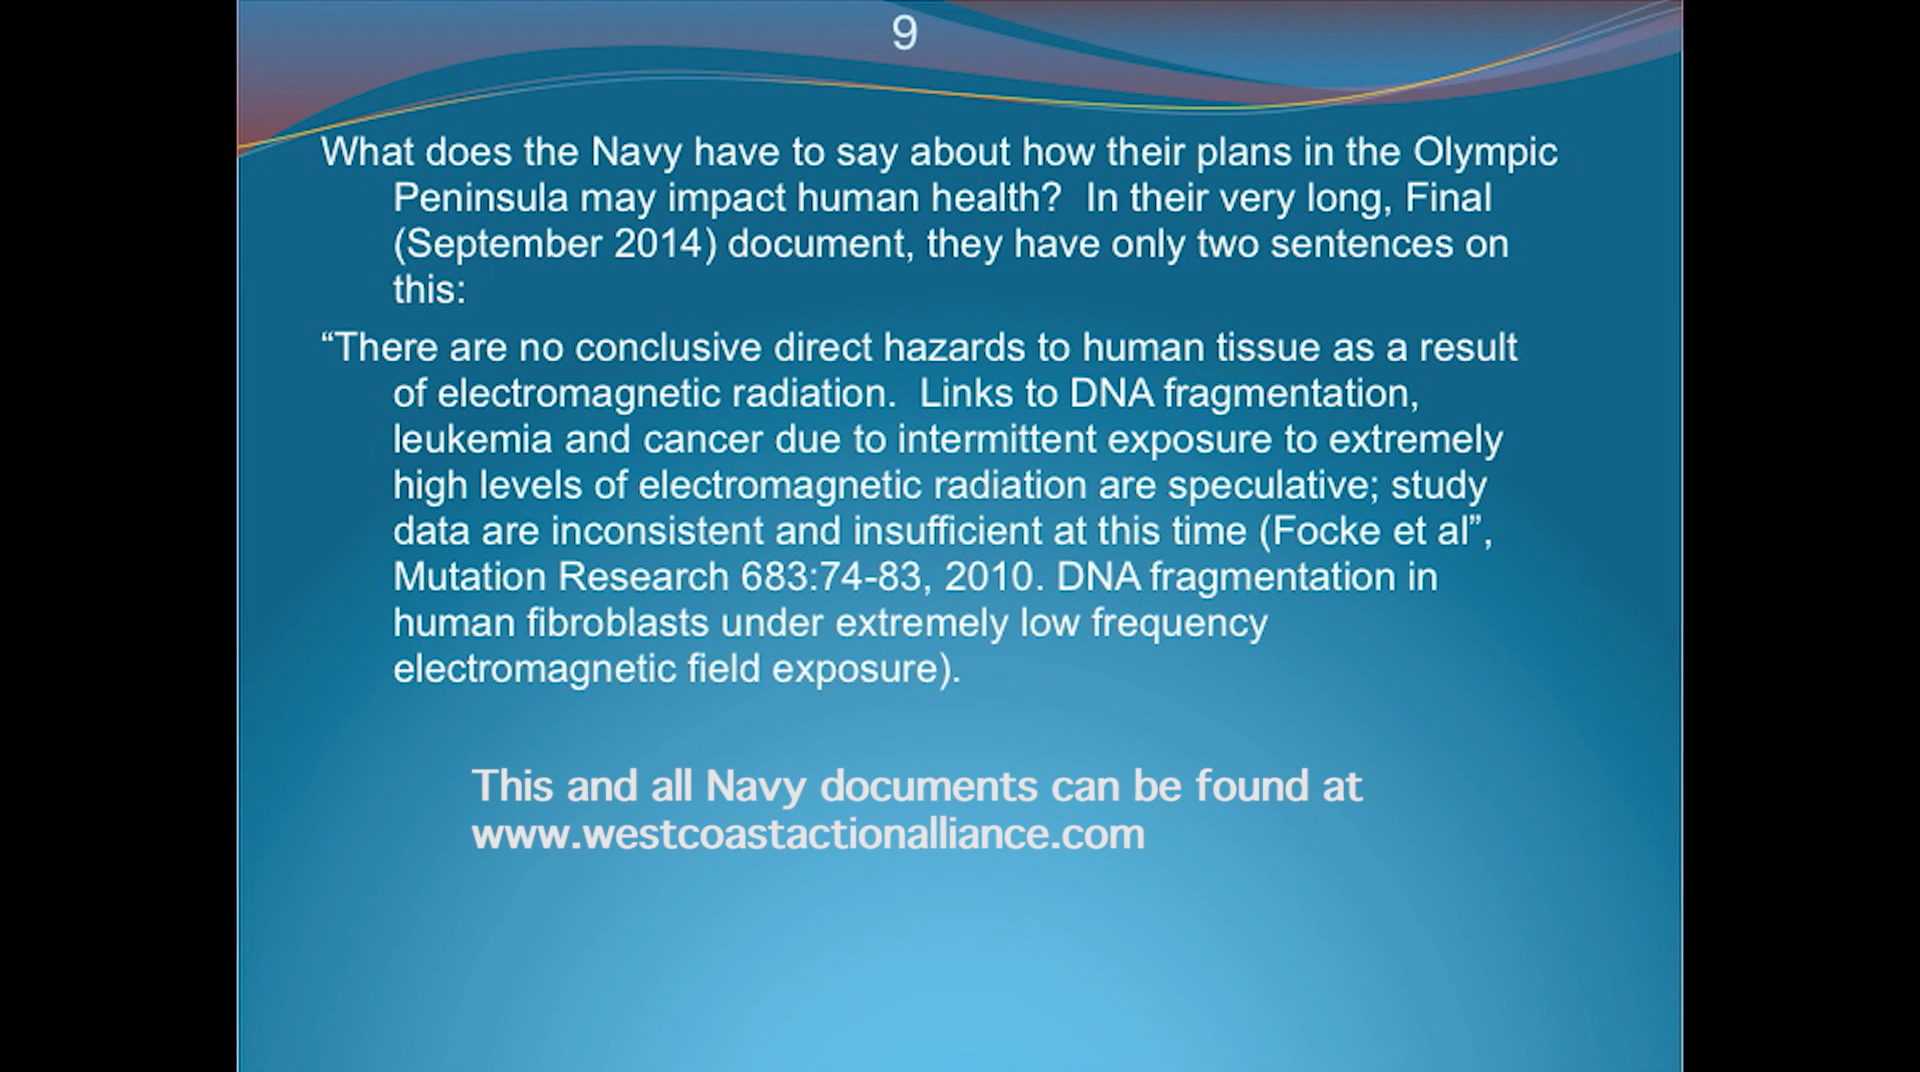 9
What does the Navy have to say about how their plans in the Olympic
Peninsula may impact human health?  In their very long, Final
(September 2014) document, they have only two sentences on
this:
“There are no conclusive direct hazards to human tissue as a result
of electromagnetic radiation.  Links to DNA fragmentation,
leukemia and cancer due to intermittent exposure to extremely
high levels of electromagnetic radiation are speculative; study
data are inconsistent and insufficient at this time (Focke et al”,
Mutation Research 683:74-83, 2010. DNA fragmentation in
human fibroblasts under extremely low frequency
electromagnetic field exposure).
This and all Navy documents can be found at
www.westcoastactionalliance.com